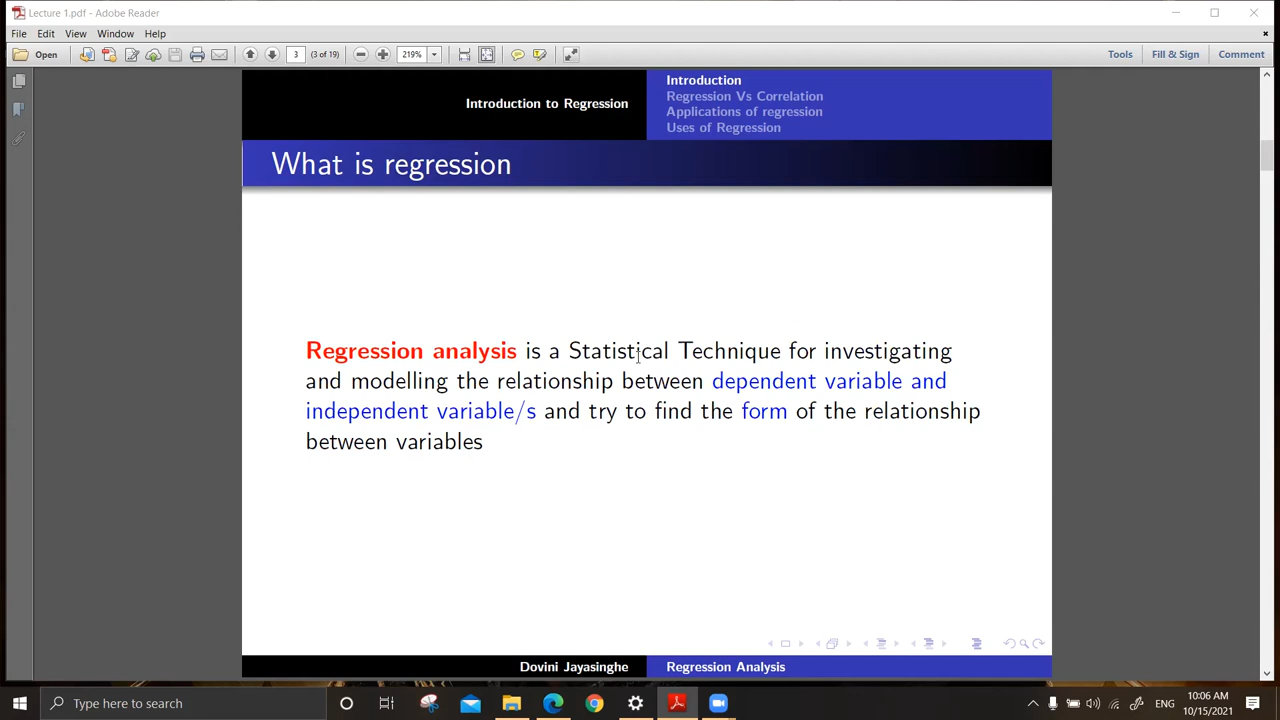 Lecture 1.pdf - Adobe Reader
File Edit View Window Help
Open 3 (3 of 19) 219% Tools Fill & Sign Comment
Introduction to Regression
Introduction
Regression Vs Correlation
Applications of regression
Uses of Regression
What is regression
Regression analysis is a Statistical Technique for investigating
and modelling the relationship between dependent variable and
independent variable/s and try to find the form of the relationship
between variables
Dovini Jayasinghe Regression Analysis
Type here to search
ENG
10:06 AM
10/15/2021